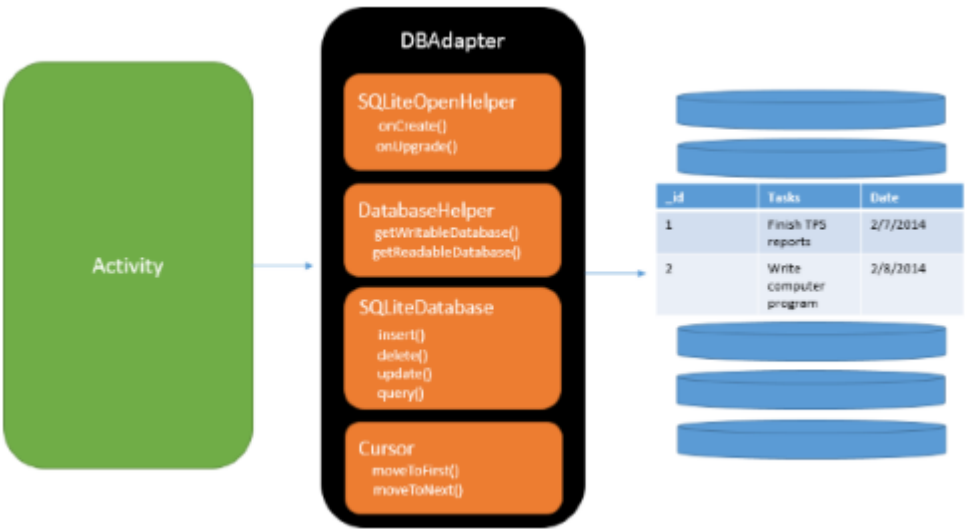 Activity
DBAdapter
SQLiteOpenHelper
onCreate()
onUpgrade()
DatabaseHelper
getWritableDatabase()
getReadableDatabase()
SQLiteDatabase
insert()
delete()
update()
query()
Cursor
moveToFirst()
moveToNext()
_id Tasks Date
1 Finish TPS 2/7/2014
reports
2 Write 2/8/2014
computer
program